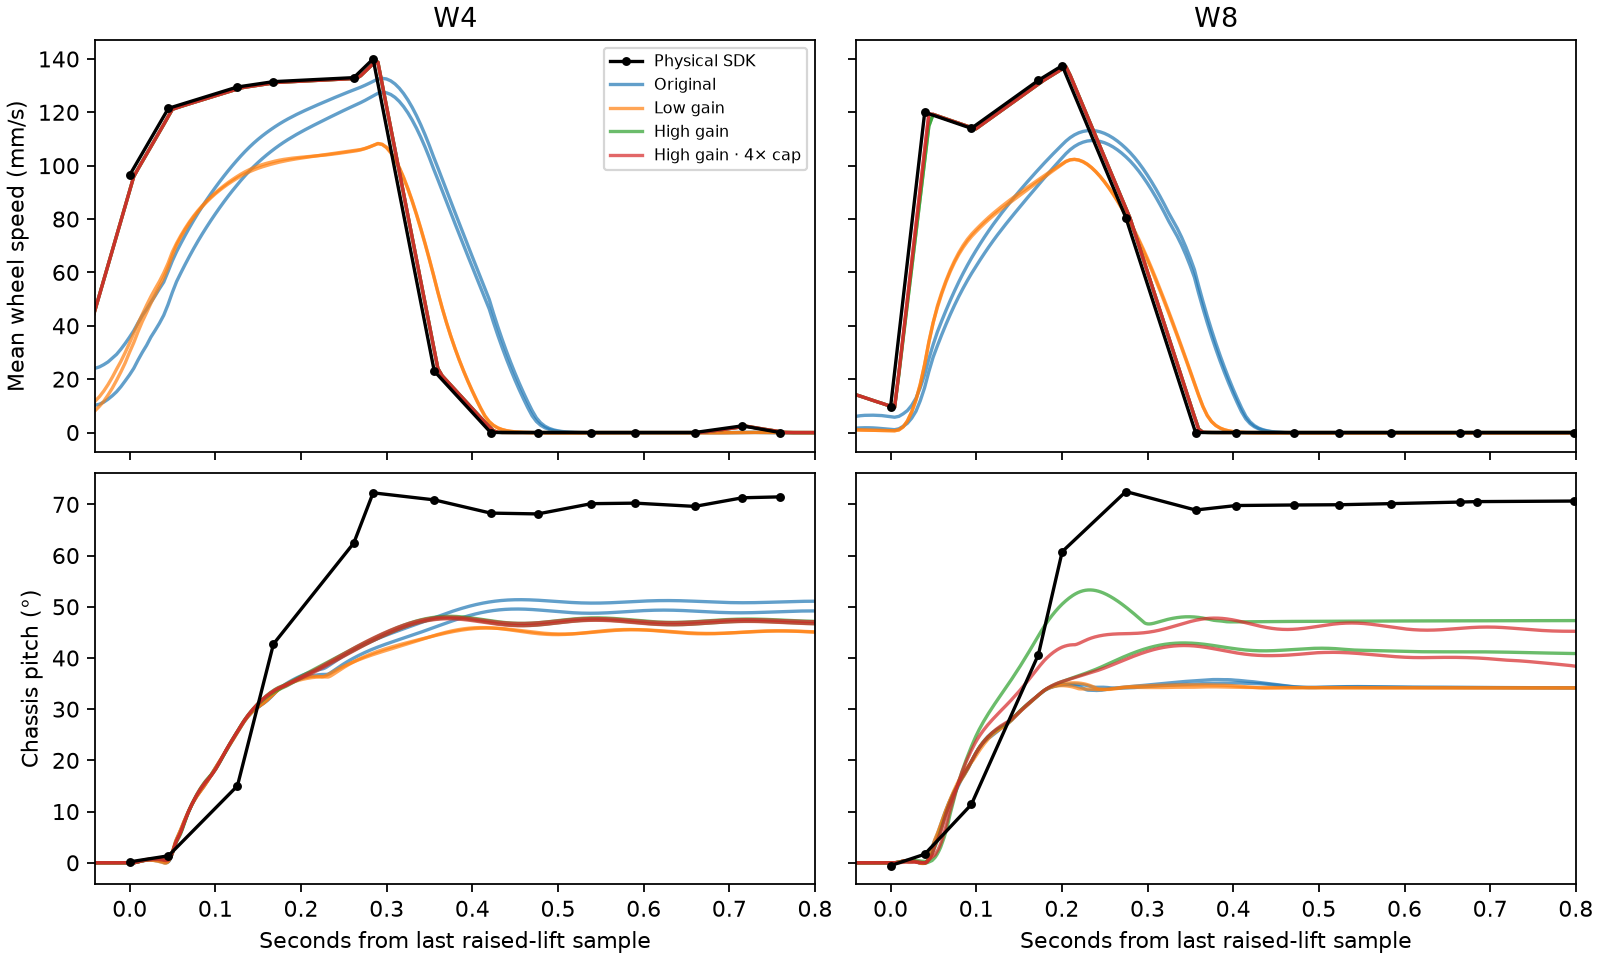 W4
W8
140
120
100
80
60
40
20
0
Mean wheel speed (mm/s)
Physical SDK
Original
Low gain
High gain
High gain · 4× cap
70
60
50
40
30
20
10
0
Chassis pitch (°)
0.0 0.1 0.2 0.3 0.4 0.5 0.6 0.7 0.8
0.0 0.1 0.2 0.3 0.4 0.5 0.6 0.7 0.8
Seconds from last raised-lift sample
Seconds from last raised-lift sample